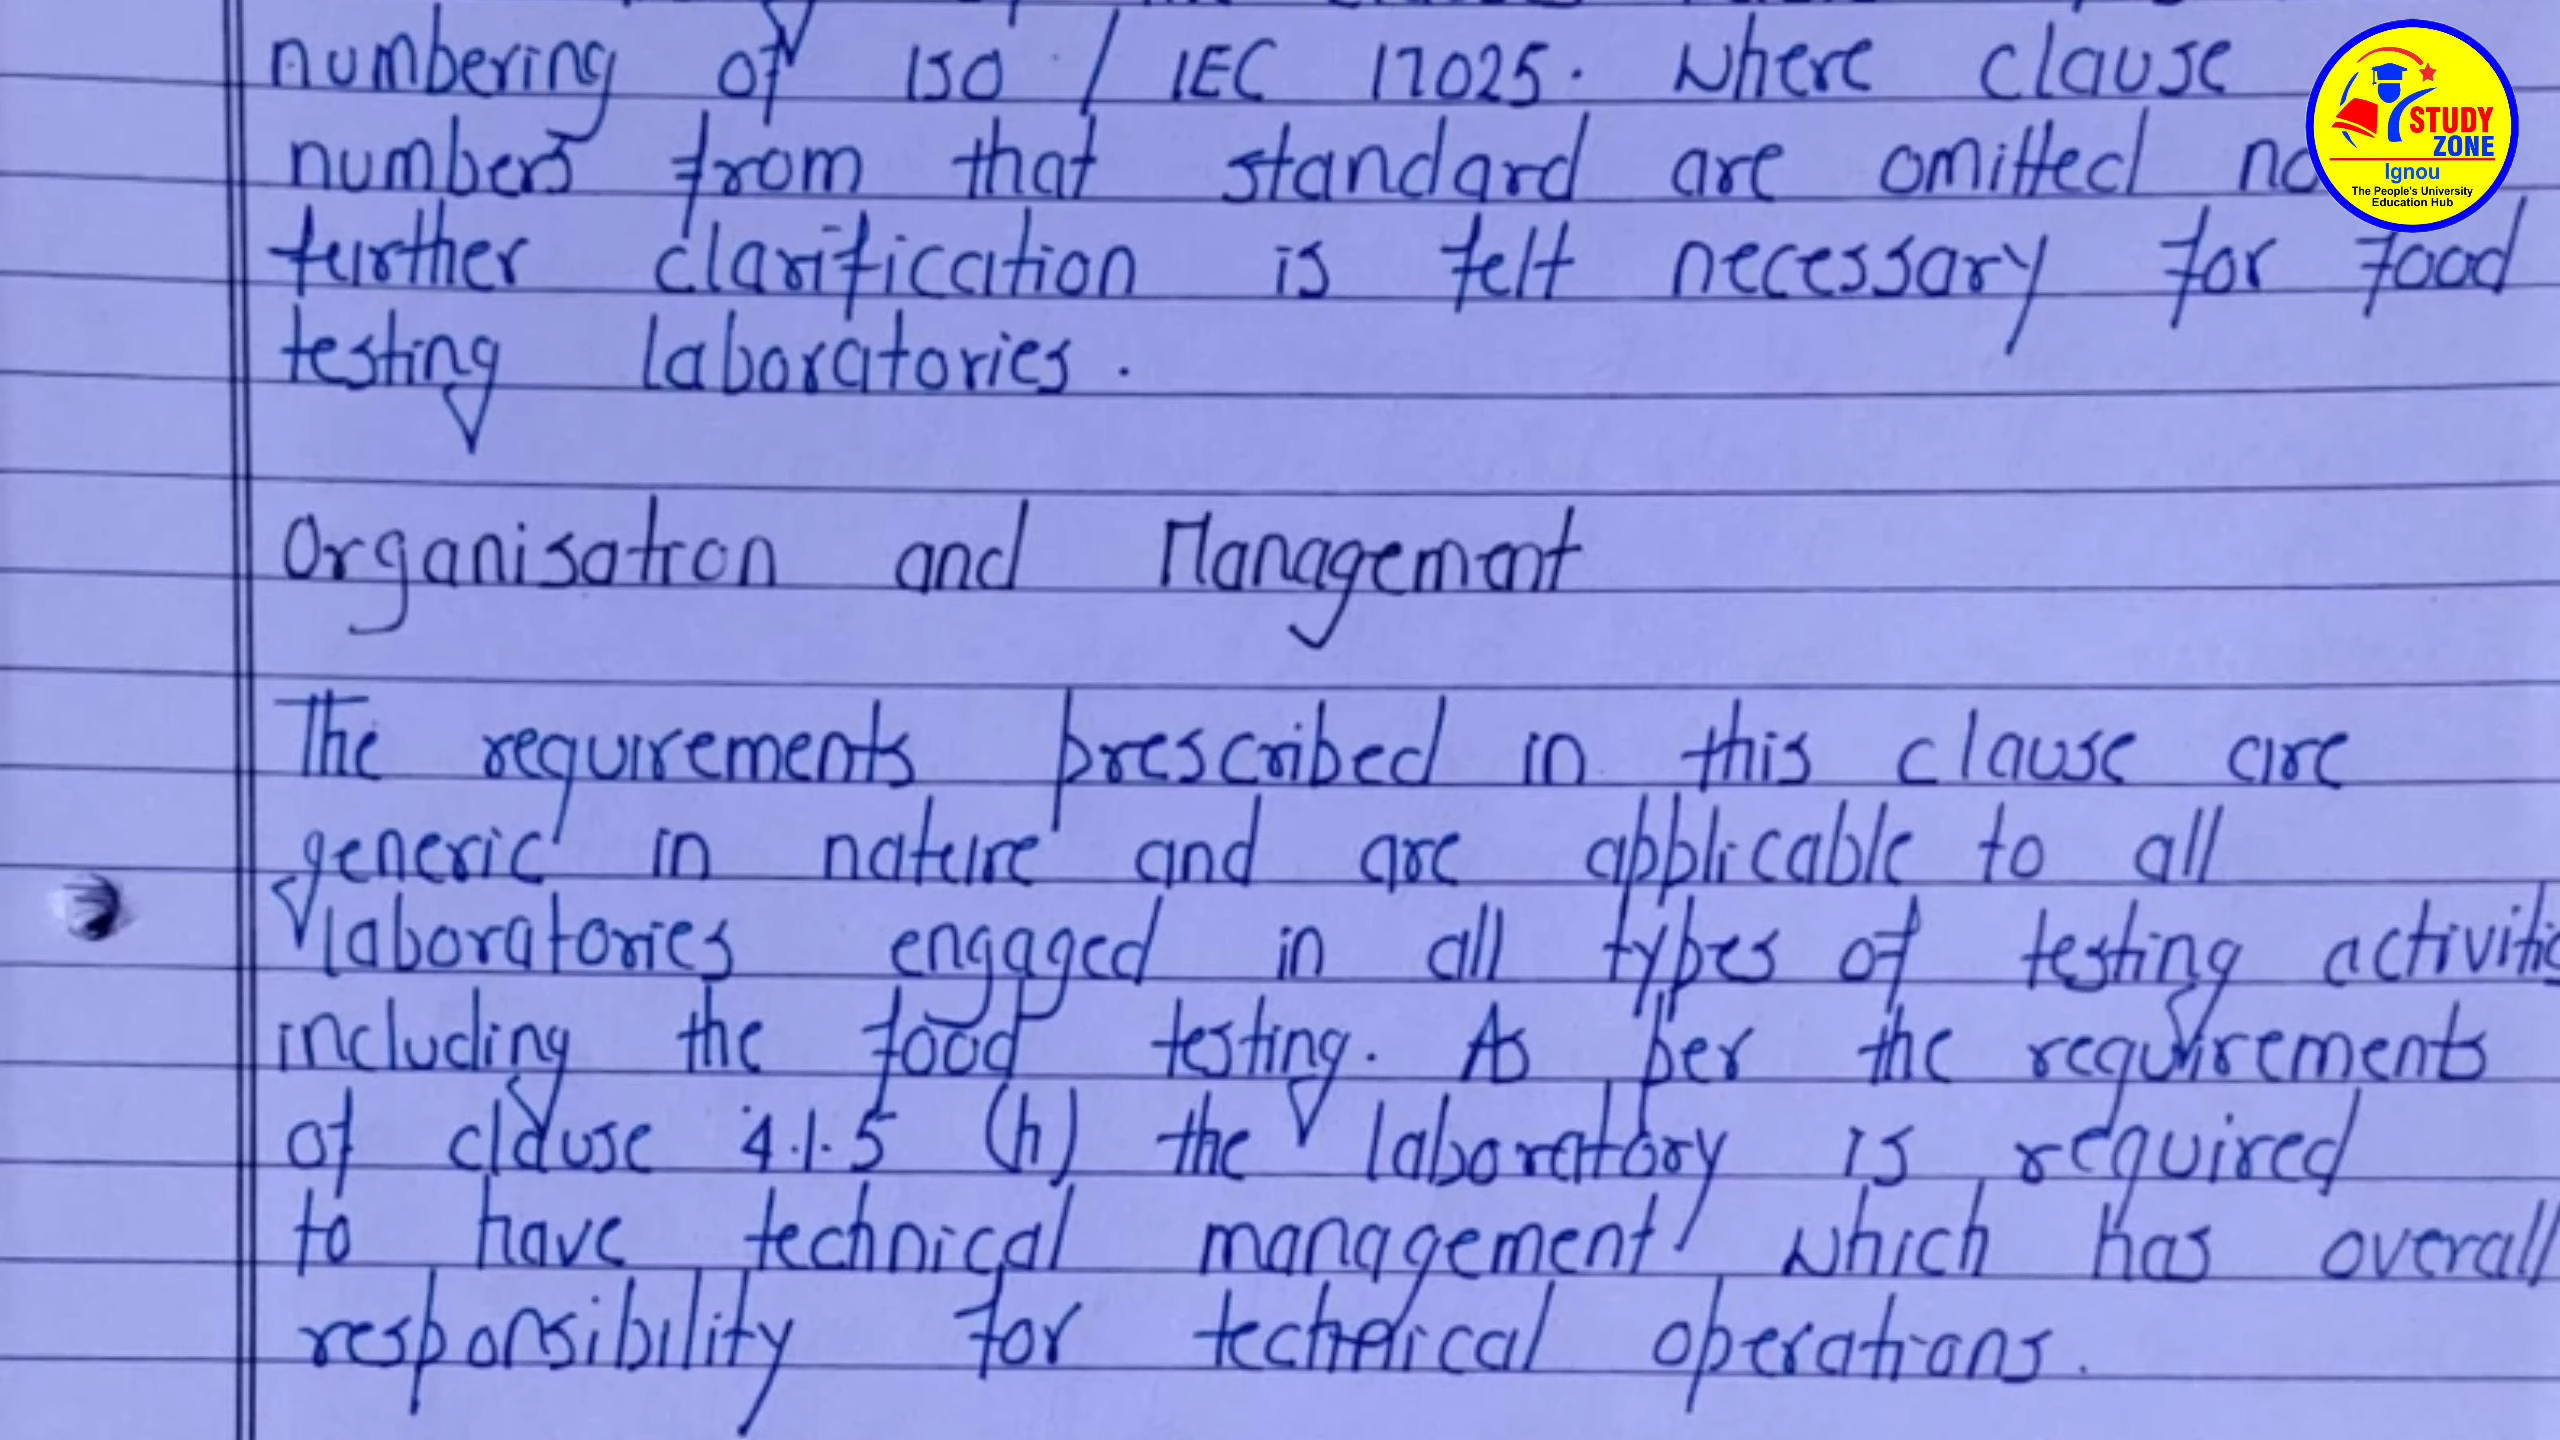 numbering of ISO / IEC 17025. Where clause
numbers from that standard are omitted no
further clarification is felt necessary for food
testing laboratories.
Organisation and Management
The requirements prescribed in this clause are
generic in nature and are applicable to all
laboratories engaged in all types of testing activitie
including the food testing. As per the requirements
of clause 4.1.5 (h) the laboratory is required
to have technical management which has overall
responsibility for technical operations.
STUDY
ZONE
Ignou
The People's University
Education Hub